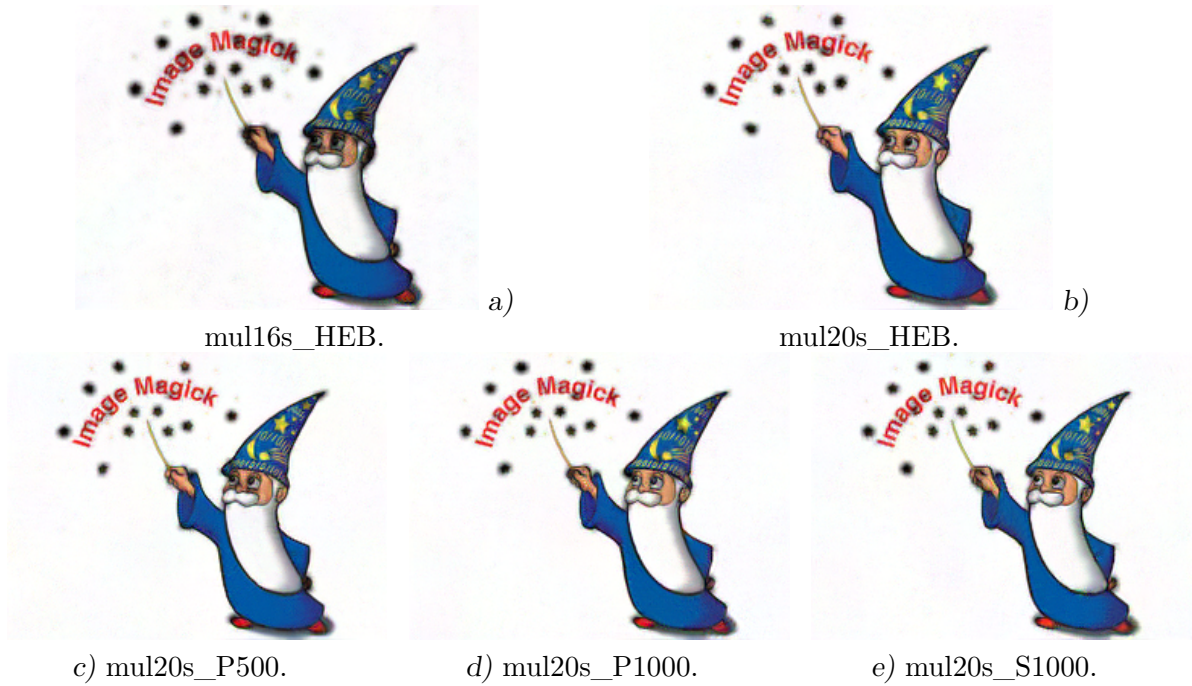 Image Magick
Image Magick
a)
b)
mul16s_HEB.
mul20s_HEB.
Image Magick
Image Magick
Image Magick
c) mul20s_P500.
d) mul20s_P1000.
e) mul20s_S1000.